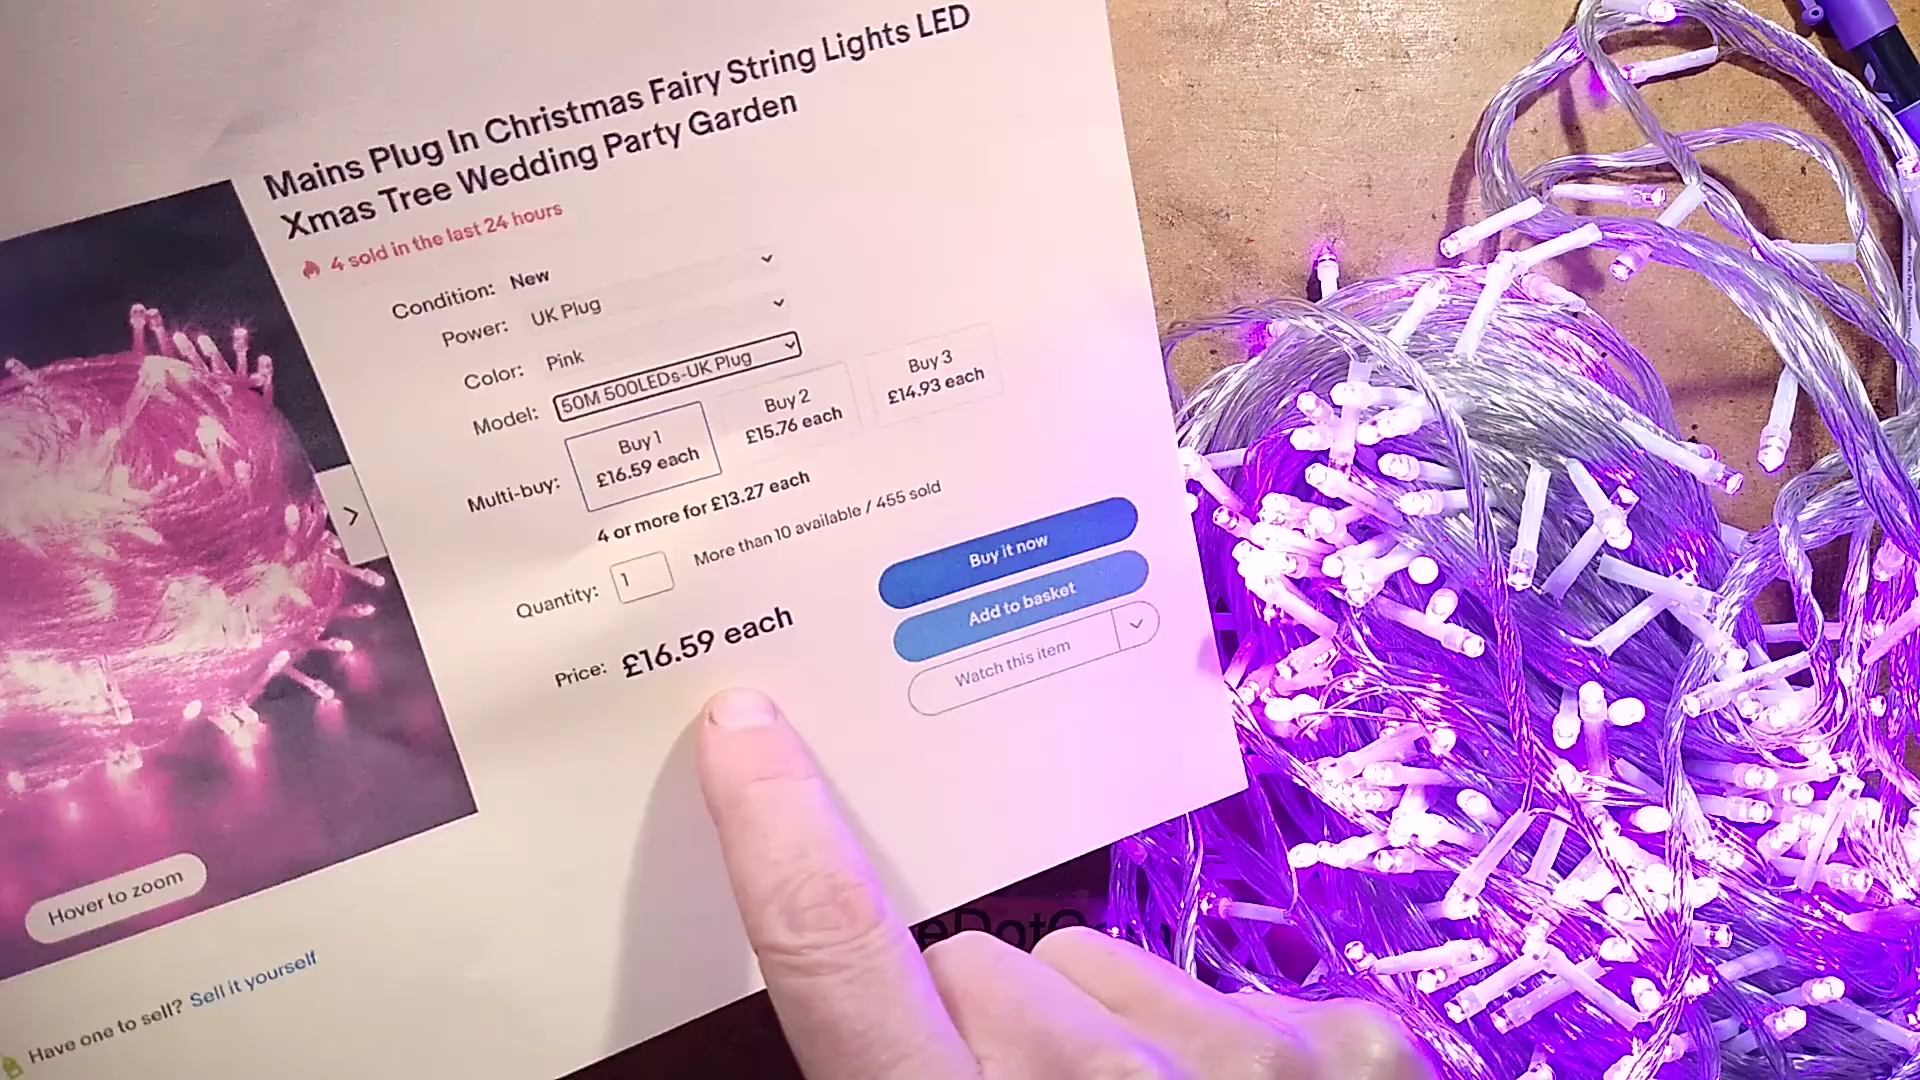 Mains Plug In Christmas Fairy String Lights LED
Xmas Tree Wedding Party Garden
4 sold in the last 24 hours
Condition: New
Power: UK Plug
Color: Pink
Model: 50M 500LEDs-UK Plug
Multi-buy:
Buy 1
£16.59 each
Buy 2
£15.76 each
Buy 3
£14.93 each
4 or more for £13.27 each
Quantity: 1
More than 10 available / 455 sold
Price: £16.59 each
Buy it now
Add to basket
Watch this item
Hover to zoom
Have one to sell? Sell it yourself